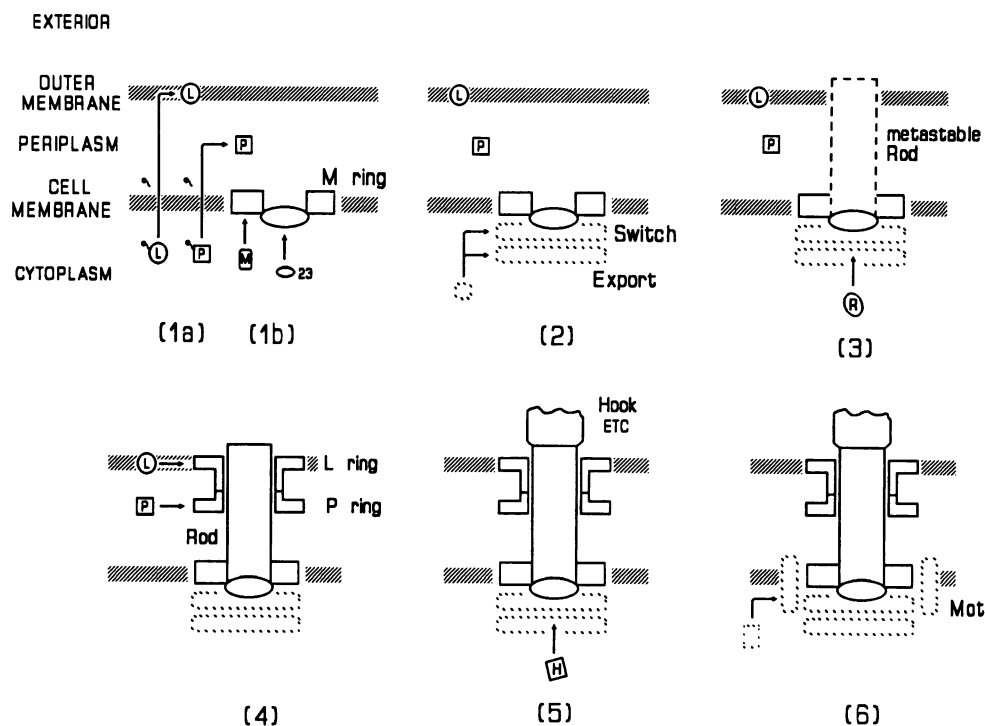 EXTERIOR
OUTER
MEMBRANE
PERIPLASM
CELL
MEMBRANE
CYTOPLASM
L
P
M ring
L
P
M
23
(1a)
(1b)
L
P
Switch
Export
(2)
L
P
metastable
Rod
R
(3)
L
L ring
P
P ring
Rod
(4)
Hook
ETC
H
(5)
Mot
(6)